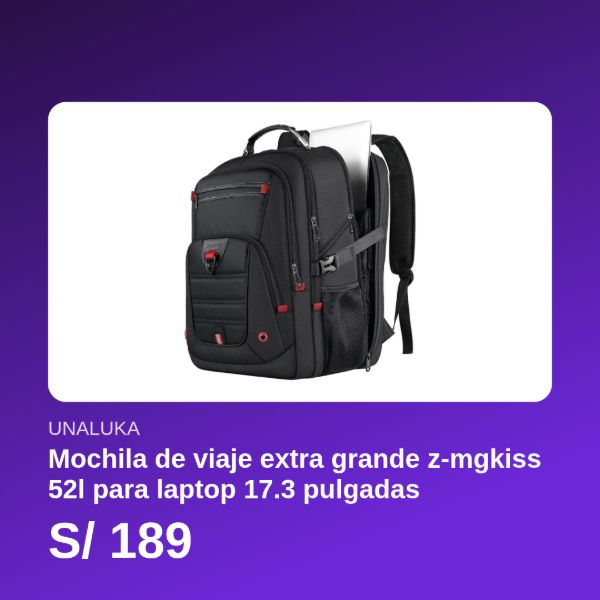 UNALUKA
Mochila de viaje extra grande z-mgkiss
52l para laptop 17.3 pulgadas
S/ 189